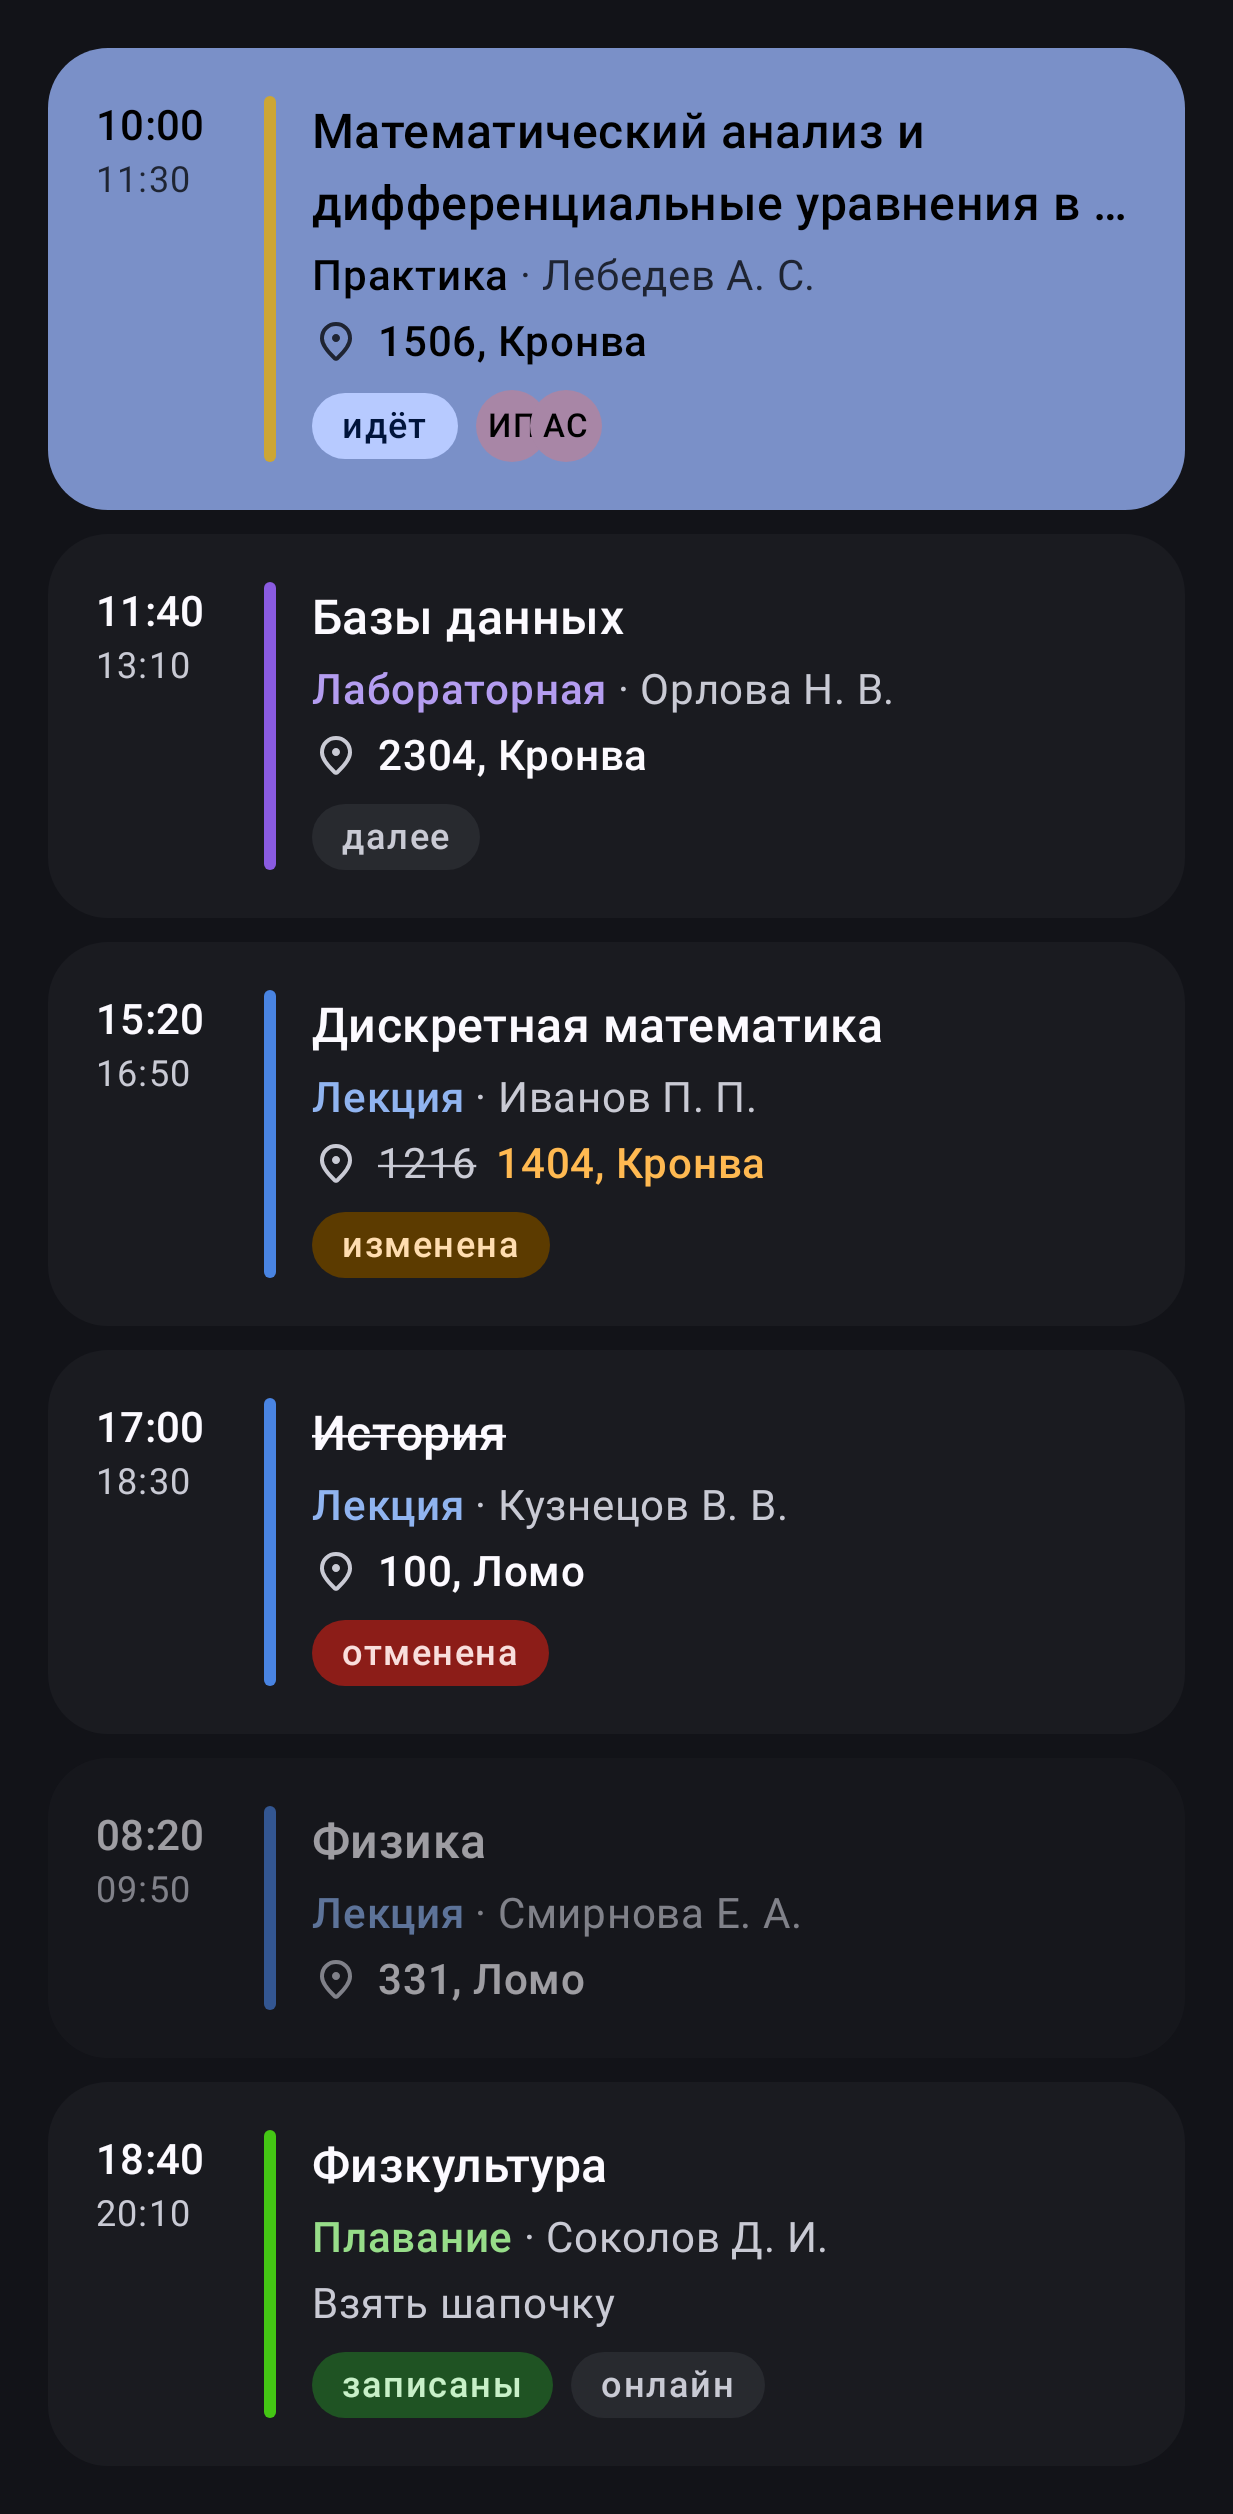 10:00
11:30
Математический анализ и
дифференциальные уравнения в ...
Практика · Лебедев А. С.
1506, Кронва
идёт ИП АС
11:40
13:10
Базы данных
Лабораторная · Орлова Н. В.
2304, Кронва
далее
15:20
16:50
Дискретная математика
Лекция · Иванов П. П.
1216 1404, Кронва
изменена
17:00
18:30
История
Лекция · Кузнецов В. В.
100, Ломо
отменена
08:20
09:50
Физика
Лекция · Смирнова Е. А.
331, Ломо
18:40
20:10
Физкультура
Плавание · Соколов Д. И.
Взять шапочку
записаны онлайн